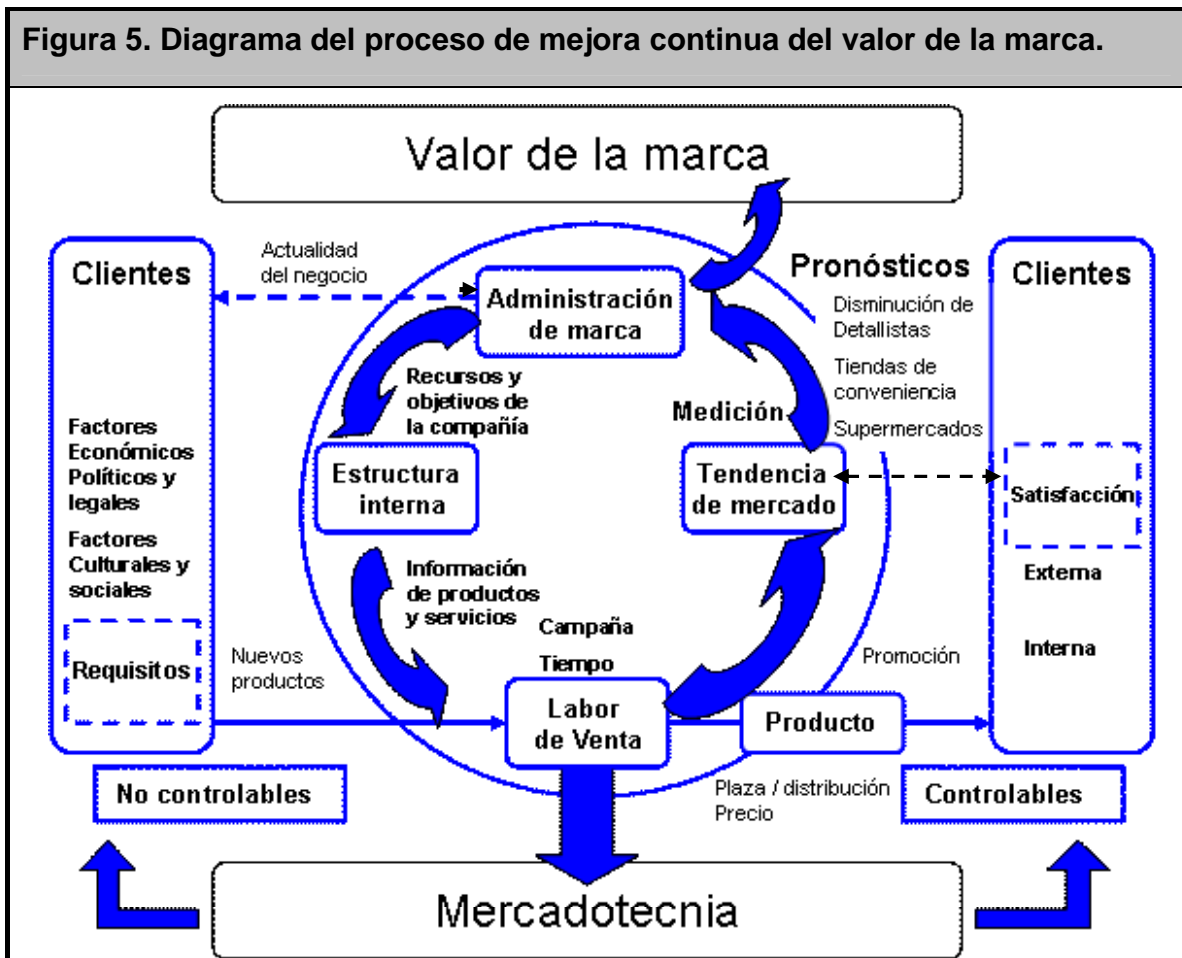 Figura 5. Diagrama del proceso de mejora continua del valor de la marca.
Valor de la marca
Clientes
Factores
Económicos
Políticos y
legales
Factores
Culturales y
sociales
Requisitos
Actualidad
del negocio
Administración
de marca
Recursos y
objetivos de
la compañía
Estructura
interna
Información
de productos
y servicios
Nuevos
productos
Campaña
Tiempo
Labor
de Venta
Pronósticos
Disminución de
Detallistas
Tiendas de
conveniencia
Supermercados
Medición
Tendencia
de mercado
Promoción
Producto
Plaza / distribución
Precio
Clientes
Satisfacción
Externa
Interna
No controlables
Controlables
Mercadotecnia